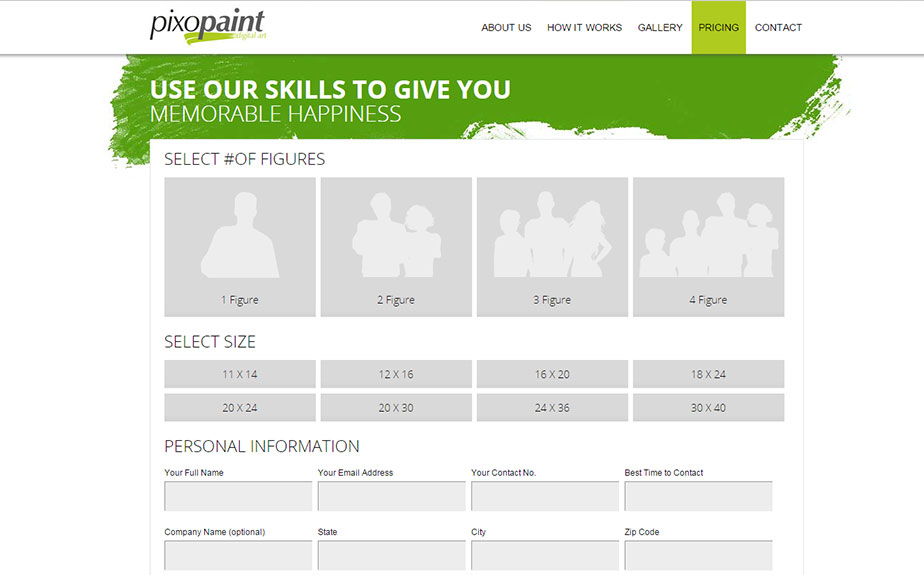 pixopaint
digital art
ABOUT US HOW IT WORKS GALLERY PRICING CONTACT
USE OUR SKILLS TO GIVE YOU
MEMORABLE HAPPINESS
SELECT #OF FIGURES
1 Figure 2 Figure 3 Figure 4 Figure
SELECT SIZE
11 X 14 12 X 16 16 X 20 18 X 24
20 X 24 20 X 30 24 X 36 30 X 40
PERSONAL INFORMATION
Your Full Name Your Email Address Your Contact No. Best Time to Contact
Company Name (optional) State City Zip Code